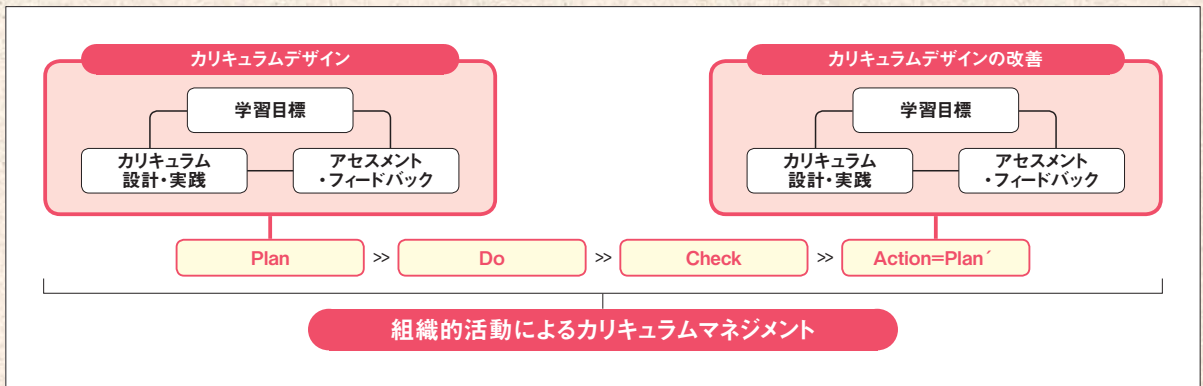 カリキュラムデザイン
学習目標
カリキュラム
設計・実践
アセスメント
・フィードバック
カリキュラムデザインの改善
学習目標
カリキュラム
設計・実践
アセスメント
・フィードバック
Plan >> Do >> Check >> Action=Plan´
組織的活動によるカリキュラムマネジメント